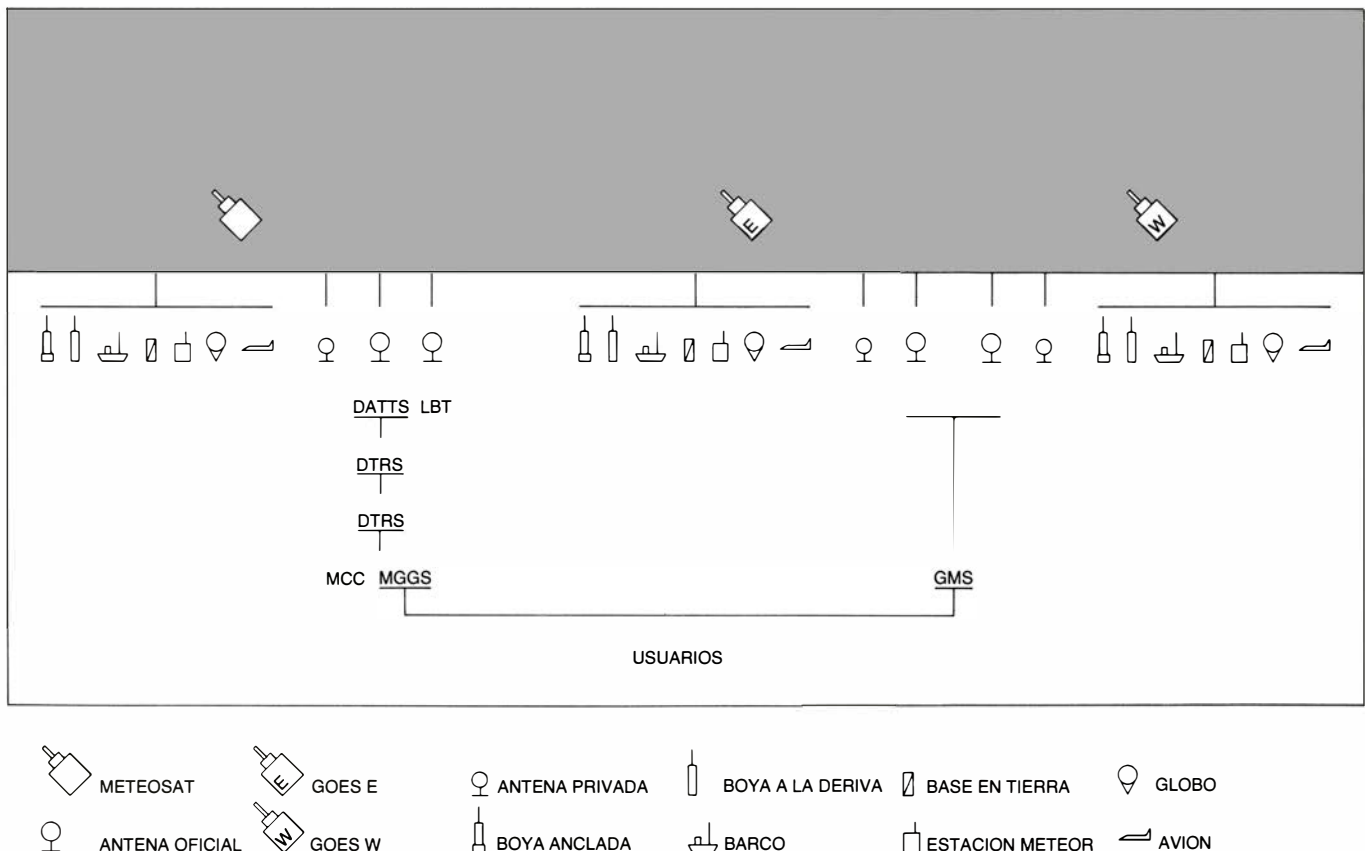 E
W
DATTS LBT
DTRS
DTRS
MCC MGGS
GMS
USUARIOS
METEOSAT
E GOES E
ANTENA PRIVADA
BOYA A LA DERIVA
BASE EN TIERRA
GLOBO
ANTENA OFICIAL
W GOES W
BOYA ANCLADA
BARCO
ESTACION METEOR
AVION